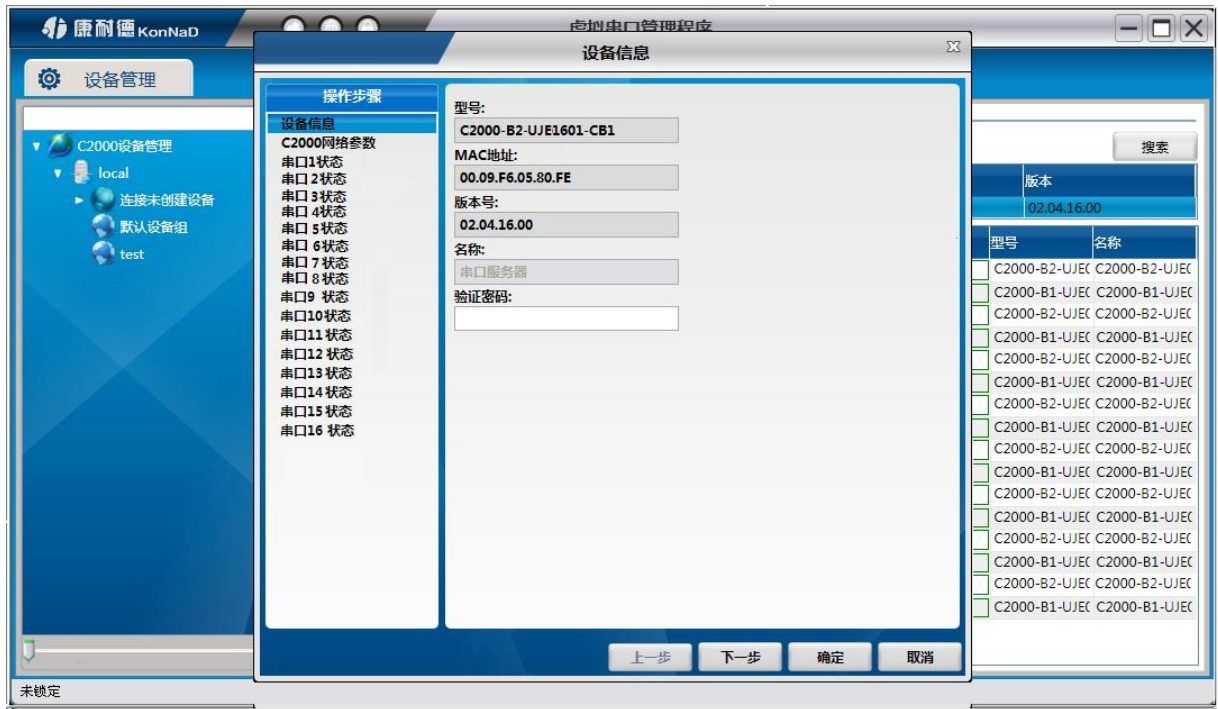 康耐德 KonNaD
虚拟串口管理程序
设备信息
设备管理
C2000设备管理
local
连接未创建设备
默认设备组
test
操作步骤
设备信息
C2000网络参数
串口1状态
串口 2状态
串口 3状态
串口 4状态
串口 5状态
串口 6状态
串口 7 状态
串口 8 状态
串口9 状态
串口10状态
串口11状态
串口12 状态
串口13 状态
串口14 状态
串口15 状态
串口16 状态
型号:
C2000-B2-UJE1601-CB1
MAC地址:
00.09.F6.05.80.FE
版本号:
02.04.16.00
名称:
串口服务器
验证密码:
上一步 下一步 确定 取消
搜索
版本
02.04.16.00
型号 名称
C2000-B2-UJE( C2000-B2-UJE(
C2000-B1-UJE( C2000-B1-UJE(
C2000-B2-UJE( C2000-B2-UJE(
C2000-B1-UJE( C2000-B1-UJE(
C2000-B2-UJE( C2000-B2-UJE(
C2000-B1-UJE( C2000-B1-UJE(
C2000-B2-UJE( C2000-B2-UJE(
C2000-B1-UJE( C2000-B1-UJE(
C2000-B2-UJE( C2000-B2-UJE(
C2000-B1-UJE( C2000-B1-UJE(
C2000-B2-UJE( C2000-B2-UJE(
C2000-B1-UJE( C2000-B1-UJE(
C2000-B2-UJE( C2000-B2-UJE(
C2000-B1-UJE( C2000-B1-UJE(
C2000-B2-UJE( C2000-B2-UJE(
C2000-B1-UJE( C2000-B1-UJE(
未锁定